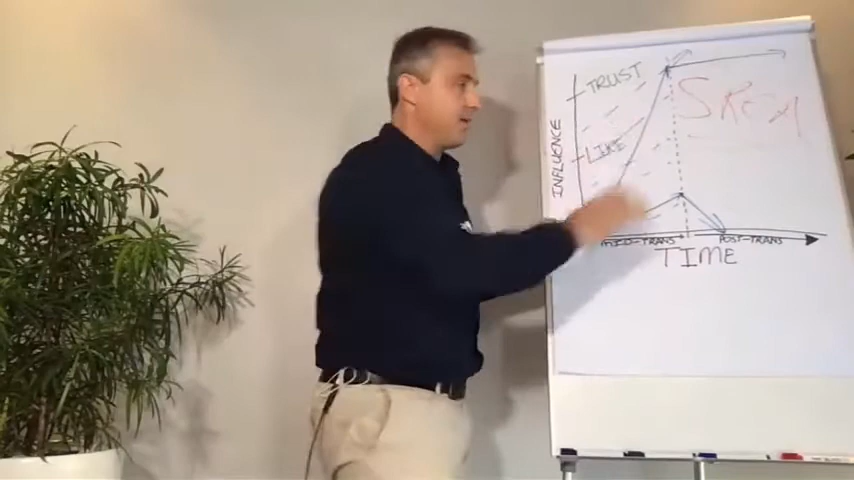 TRUST
INFLUENCE
LIKE
POST-TRANS
TIME